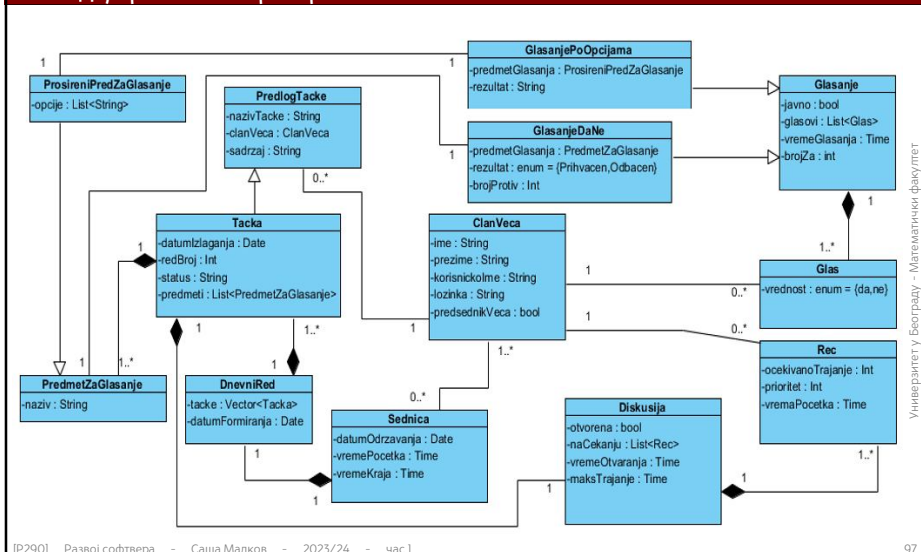 1
1
ProsireniPredZaGlasanje
-opcije : List<String>
PredlogTacke
-nazivTacke : String
-clanVeca : ClanVeca
-sadrzaj : String
0..*
GlasanjePoOpcijama
-predmetGlasanja : ProsireniPredZaGlasanje
-rezultat : String
1
GlasanjeDaNe
-predmetGlasanja : PredmetZaGlasanje
-rezultat : enum = {Prihvacen,Odbacen}
-brojProtiv : Int
Glasanje
-javno : bool
-glasovi : List<Glas>
-vremeGlasanja : Time
-brojZa : int
1
1..*
Tacka
-datumIzlaganja : Date
-redBroj : Int
-status : String
-predmeti : List<PredmetZaGlasanje>
1
1
1..*
ClanVeca
-ime : String
-prezime : String
-korisnickoIme : String
-lozinka : String
-predsednikVeca : bool
1
1
0..*
1
0..*
1..*
Glas
-vrednost : enum = {da,ne}
Rec
-ocekivanoTrajanje : Int
-prioritet : Int
-vremaPocetka : Time
1..*
1
1..*
1
PredmetZaGlasanje
-naziv : String
DnevniRed
-tacke : Vector<Tacka>
-datumFormiranja : Date
1
0..*
Sednica
-datumOdrzavanja : Date
-vremePocetka : Time
-vremeKraja : Time
1
Diskusija
-otvorena : bool
-naCekanju : List<Rec>
-vremeOtvaranja : Time
-maksTrajanje : Time
1
1
Универзитет у Београду - Математички факултет
[P290] Развој софтвера - Саша Малков - 2023/24 - час 1
97